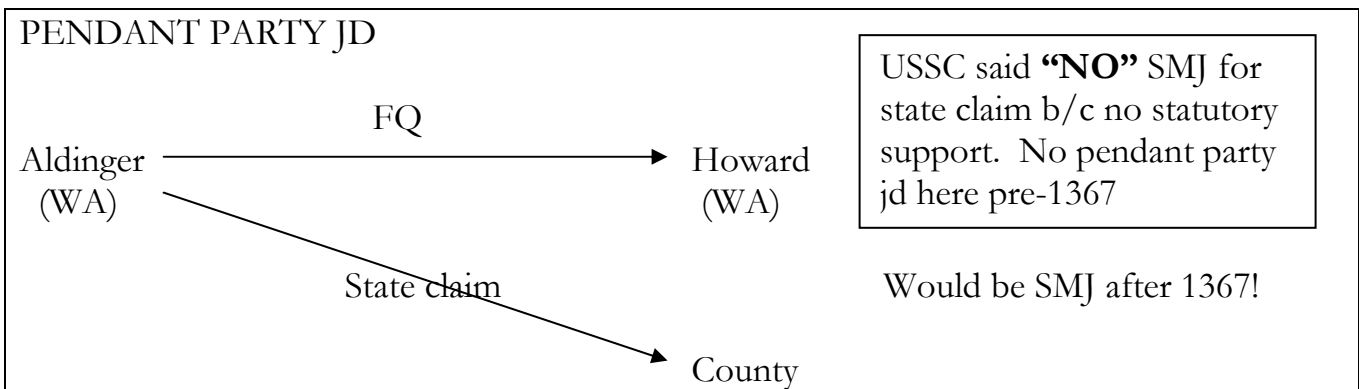 PENDANT PARTY JD
FQ
Aldinger
Howard
(WA)
(WA)
State claim
County
USSC said “NO” SMJ for
state claim b/c no statutory
support. No pendant party
jd here pre-1367
Would be SMJ after 1367!